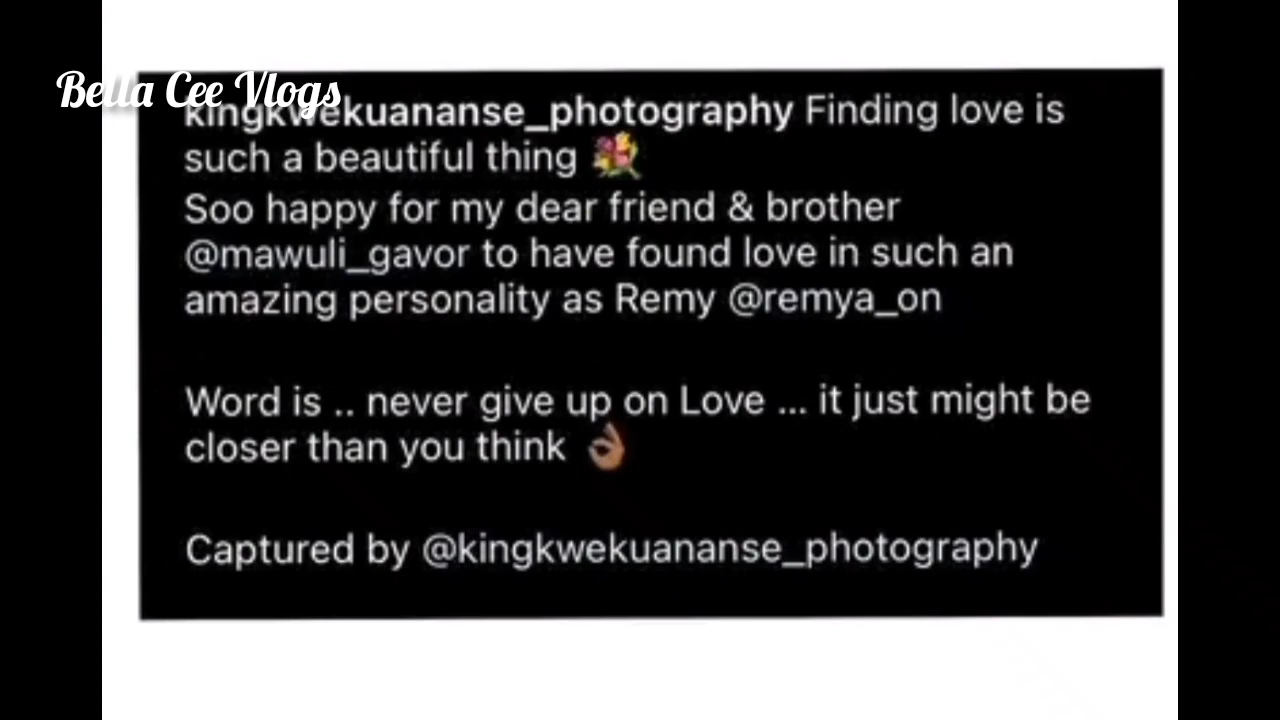 Bella Cee Vlogs
kingkwekuananse_photography Finding love is
such a beautiful thing 💐
Soo happy for my dear friend & brother
@mawuli_gavor to have found love in such an
amazing personality as Remy @remya_on
Word is .. never give up on Love ... it just might be
closer than you think 👌🏾
Captured by @kingkwekuananse_photography